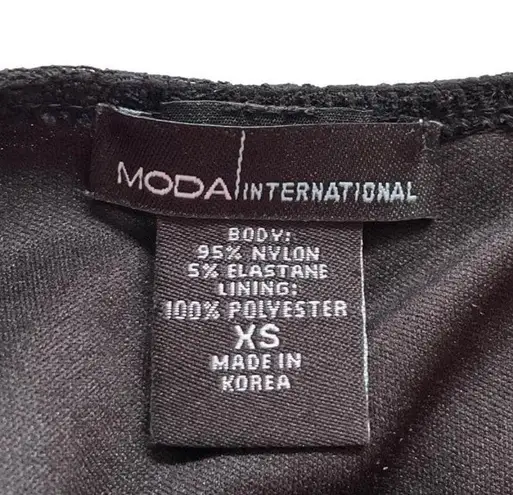 MODA INTERNATIONAL
BODY:
95% NYLON
5% ELASTANE
LINING:
100% POLYESTER
XS
MADE IN
KOREA